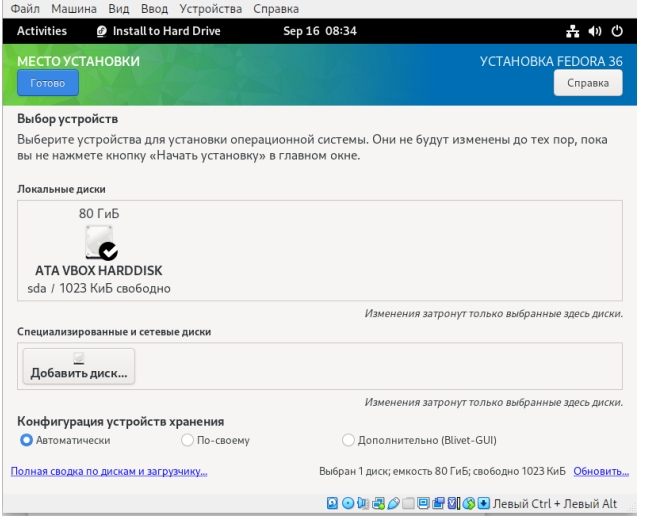 Файл Машина Вид Ввод Устройства Справка
Activities Install to Hard Drive Sep 16 08:34
МЕСТО УСТАНОВКИ УСТАНОВКА FEDORA 36
Готово Справка
Выбор устройств
Выберите устройства для установки операционной системы. Они не будут изменены до тех пор, пока
вы не нажмете кнопку «Начать установку» в главном окне.
Локальные диски
80 ГиБ
ATA VBOX HARDDISK
sda / 1023 КиБ свободно
Изменения затронут только выбранные здесь диски.
Специализированные и сетевые диски
Добавить диск...
Изменения затронут только выбранные здесь диски.
Конфигурация устройств хранения
Автоматически По-своему Дополнительно (Blivet-GUI)
Полная сводка по дискам и загрузчику... Выбран 1 диск; емкость 80 ГиБ; свободно 1023 КиБ Обновить...
Левый Ctrl + Левый Alt